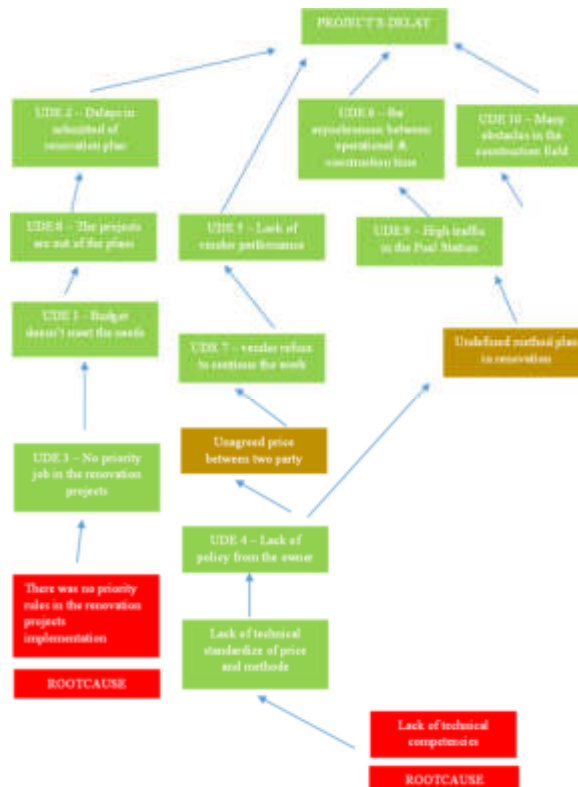 PROJECT'S DELAY
UDE 2 – Delays in
submitted of
renovation plan
UDE 6 – the
asynchronous between
operational &
construction time
UDE 10 – Many
obstacles in the
construction field
UDE 8 – The projects
are out of the plans
UDE 5 – Lack of
vendor performance
UDE 9 – High traffic
in the Fuel Station
UDE 1 – Budget
doesn't meet the needs
UDE 7 – vendor refuse
to continue the work
Undefined method plan
in renovation
UDE 3 – No priority
job in the renovation
projects
Unagreed price
between two party
UDE 4 – Lack of
policy from the owner
There was no priority
rules in the renovation
projects
implementation
ROOTCAUSE
Lack of technical
standardize of price
and methode
Lack of technical
competencies
ROOTCAUSE